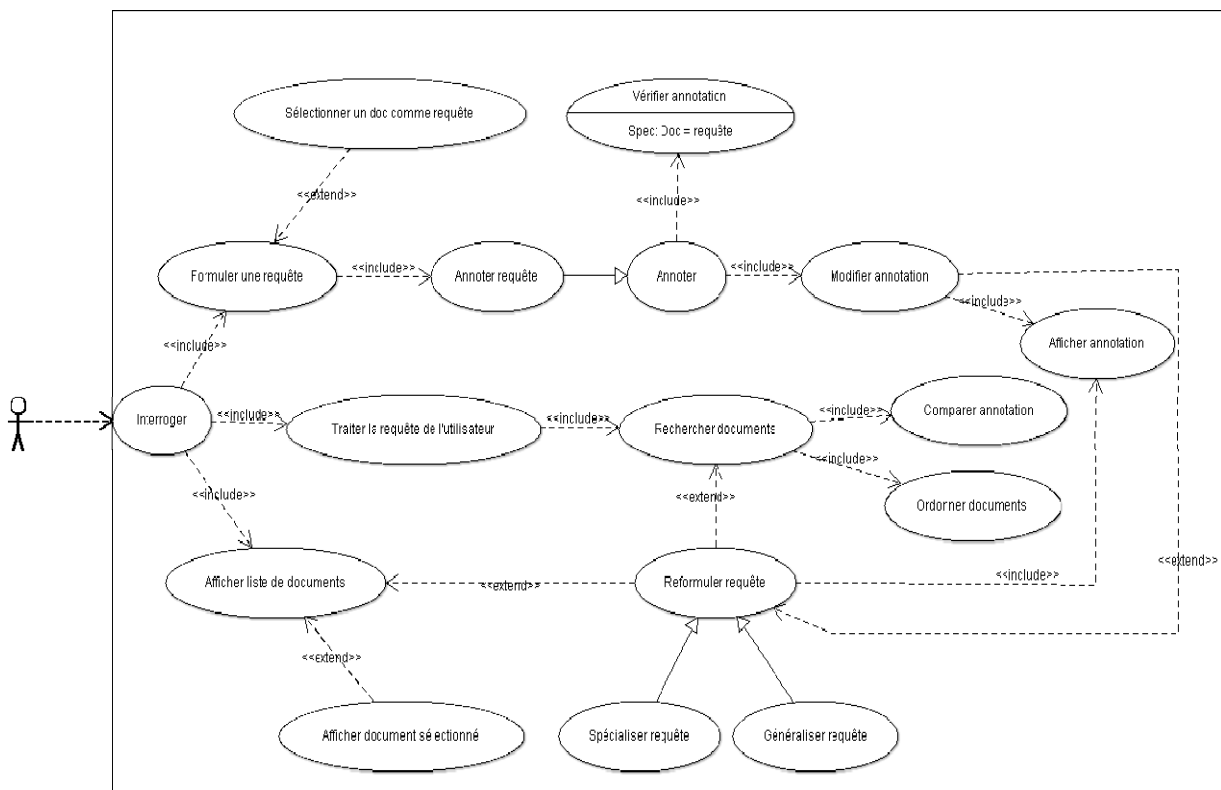 Vérifier annotation
Sélectionner un doc comme requête
Spec: Doc = requête
<<extend>>
<<include>>
Formuler une requête
<<include>>
Annoter requête
Annoter
<<include>>
Modifier annotation
<<include>>
<<include>>
Afficher annotation
Interroger
<<include>>
Traiter la requête de l'utilisateur
<<include>>
Rechercher documents
<<include>>
Comparer annotation
<<include>>
<<include>>
<<extend>>
Ordonner documents
<<extend>>
Afficher liste de documents
<<extend>>
Reformuler requête
<<include>>
<<extend>>
Afficher document sélectionné
Spécialiser requête
Généraliser requête